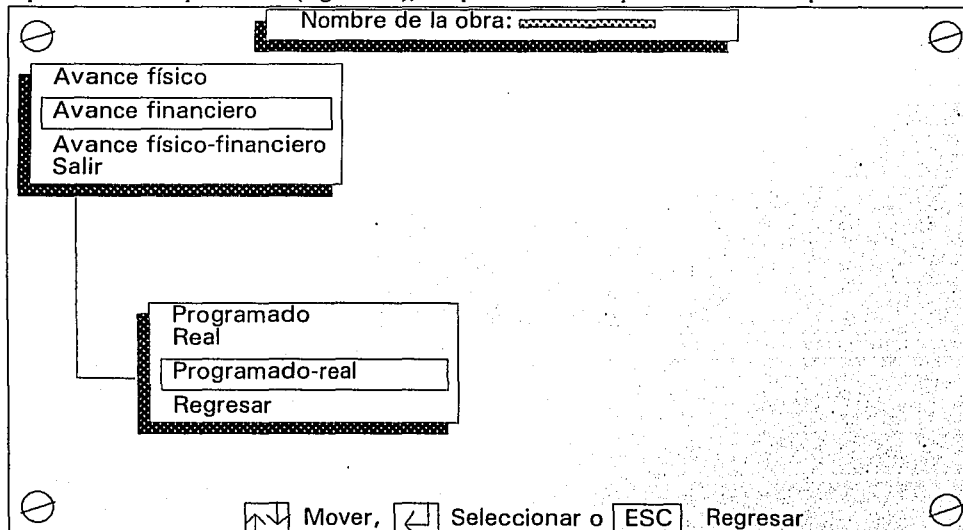 Nombre de la obra:
Avance físico
Avance financiero
Avance físico-financiero
Salir
Programado
Real
Programado-real
Regresar
Mover, Seleccionar o ESC Regresar